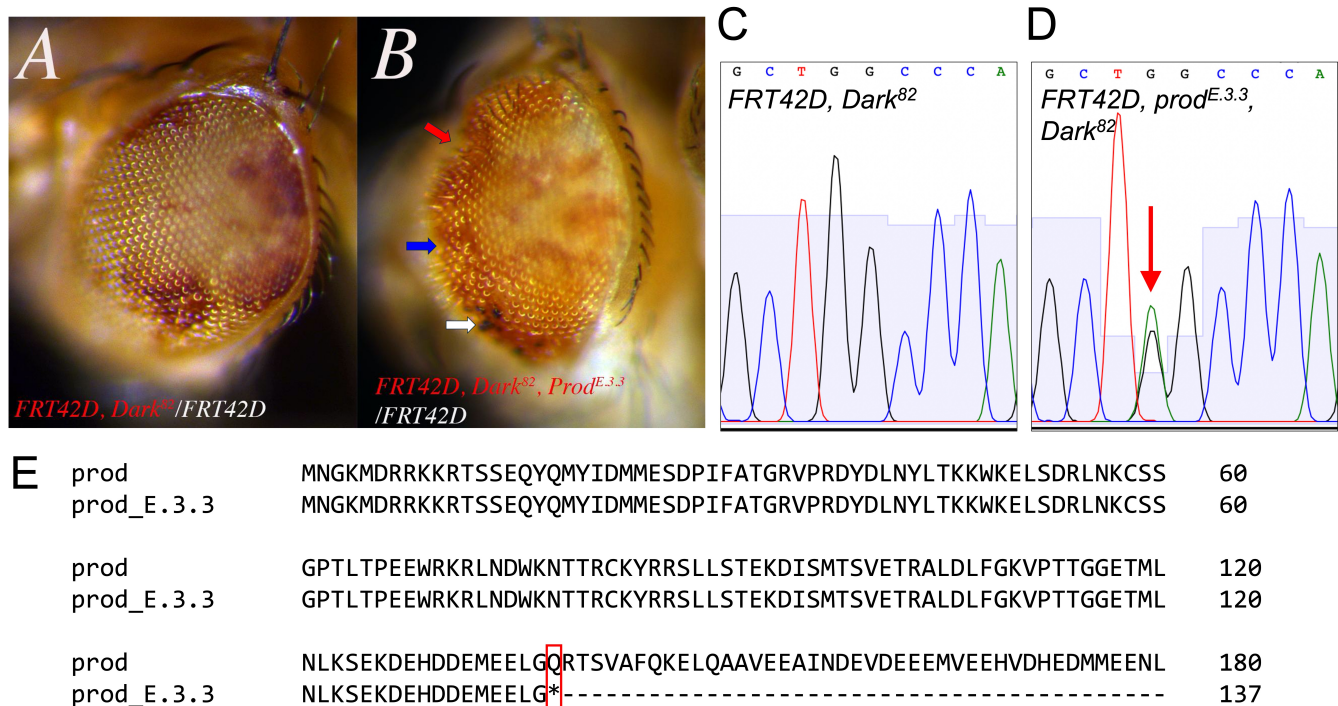 A
B
C
D
FRT42D, Dark82/FRT42D
FRT42D, Dark82, ProdE.3.3
/FRT42D
G C T G G C C C A
FRT42D, Dark82
G C T G G C C C A
FRT42D, prodE.3.3,
Dark82
E
prod MNGKMDRRKKRTSSEQYQMYIDMMESDPIFATGRVPRDYDLNYLTKKWKELSDRLNKCSS 60
prod_E.3.3 MNGKMDRRKKRTSSEQYQMYIDMMESDPIFATGRVPRDYDLNYLTKKWKELSDRLNKCSS 60
prod GPTLTPEEWRKRLNDWKNTTRCKYRRSLLSTEKDISMTSVETRALDLFGKVPTTGGETML 120
prod_E.3.3 GPTLTPEEWRKRLNDWKNTTRCKYRRSLLSTEKDISMTSVETRALDLFGKVPTTGGETML 120
prod NLKSEKDEHDDEMEELGQRTSVAFQKELQAAVEEAINDEVDEEEMVEEHVDHEDMMEENL 180
prod_E.3.3 NLKSEKDEHDDEMEELG*------------------------------------------ 137